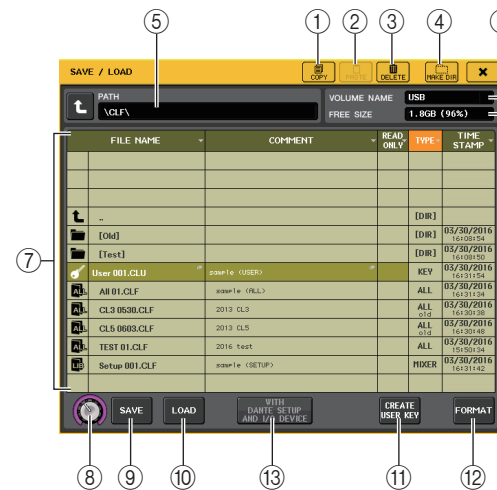 ⑤ ① ② ③ ④
SAVE / LOAD COPY PASTE DELETE MAKE DIR ×
PATH VOLUME NAME USB
\CLF\ FREE SIZE 1.8GB (96%)
FILE NAME COMMENT READ ONLY TYPE TIME STAMP
.. [DIR]
[Old] [DIR] 03/30/2016 16:08:54
[Test] [DIR] 03/30/2016 16:08:50
User 001.CLU sample (USER) KEY 03/30/2016 16:31:54
ALL All 01.CLF sample (ALL) ALL 03/30/2016 16:31:34
ALL CL3 0530.CLF 2013 CL3 ALL old 03/30/2016 16:30:38
ALL CL5 0603.CLF 2013 CL5 ALL old 03/30/2016 16:30:48
ALL TEST 01.CLF 2016 test ALL 03/30/2016 15:50:34
LIB Setup 001.CLF sample (SETUP) MIXER 03/30/2016 16:31:42
⑦
SAVE LOAD WITH DANTE SETUP AND I/O DEVICE CREATE USER KEY FORMAT
⑧ ⑨ ⑩ ⑬ ⑪ ⑫